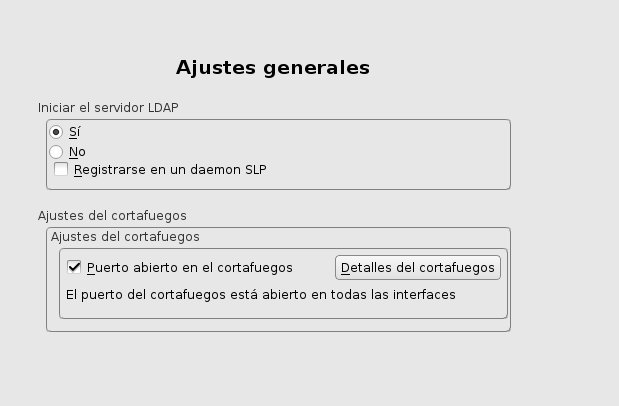 Ajustes generales
Iniciar el servidor LDAP
Sí
No
Registrarse en un daemon SLP
Ajustes del cortafuegos
Ajustes del cortafuegos
Puerto abierto en el cortafuegos
Detalles del cortafuegos
El puerto del cortafuegos está abierto en todas las interfaces